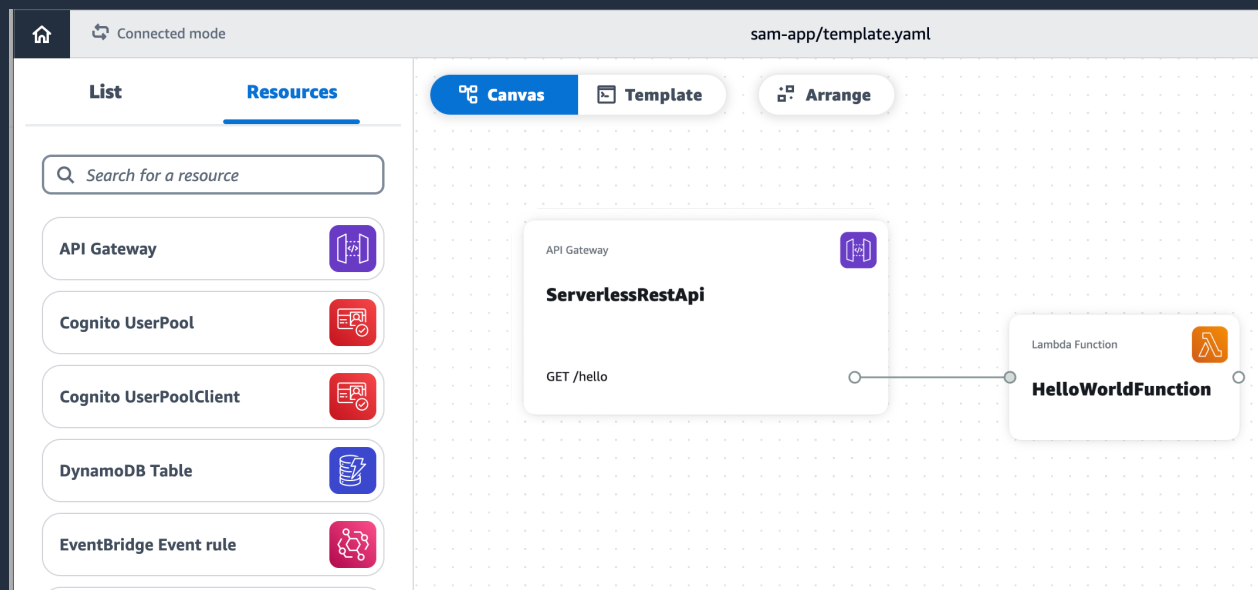 Connected mode
sam-app/template.yaml
List
Resources
Canvas
Template
Arrange
Search for a resource
API Gateway
Cognito UserPool
Cognito UserPoolClient
DynamoDB Table
EventBridge Event rule
API Gateway
ServerlessRestApi
GET /hello
Lambda Function
HelloWorldFunction